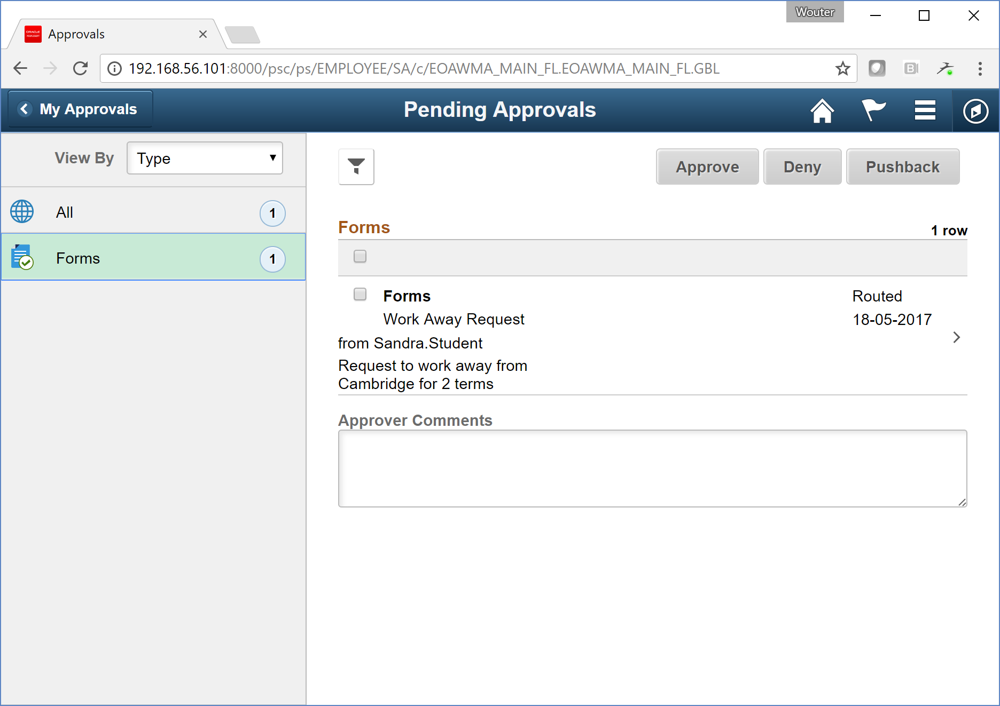 Wouter
ORACLE
PEOPLESOFT
Approvals
192.168.56.101:8000/psc/ps/EMPLOYEE/SA/c/EOAWMA_MAIN_FL.EOAWMA_MAIN_FL.GBL
B
My Approvals
Pending Approvals
View By
Type
Approve
Deny
Pushback
All
1
Forms
1
Forms
1 row
Forms
Routed
Work Away Request
18-05-2017
from Sandra.Student
Request to work away from
Cambridge for 2 terms
Approver Comments